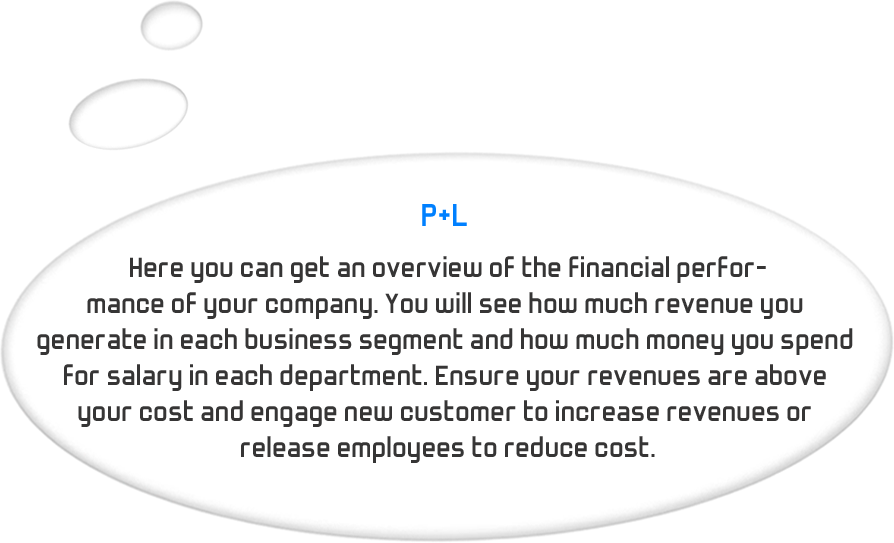 P+L
Here you can get an overview of the financial perfor-
mance of your company. You will see how much revenue you
generate in each business segment and how much money you spend
for salary in each department. Ensure your revenues are above
your cost and engage new customer to increase revenues or
release employees to reduce cost.